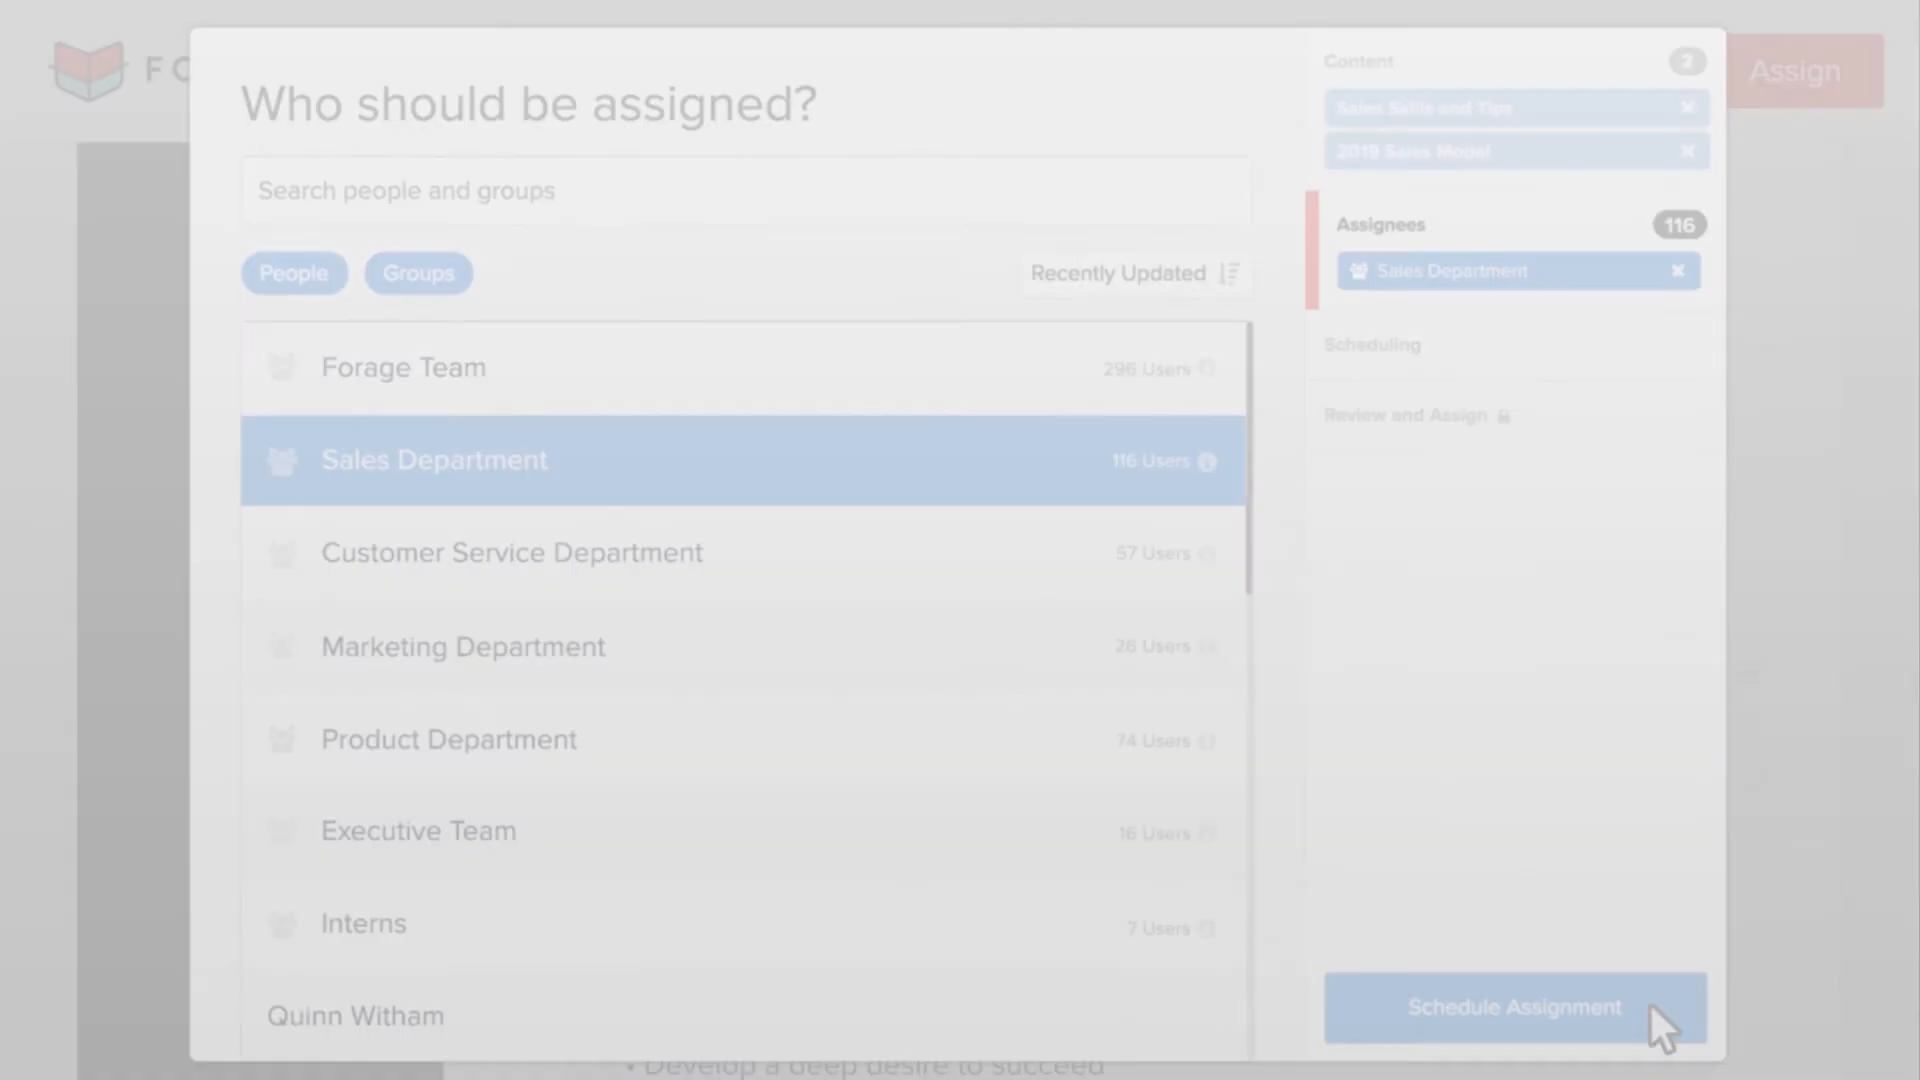 FO
Who should be assigned?
Search people and groups
People
Groups
Recently Updated
Forage Team
296 Users
Sales Department
116 Users
Customer Service Department
57 Users
Marketing Department
26 Users
Product Department
74 Users
Executive Team
16 Users
Interns
7 Users
Quinn Witham
Content
2
Sales Skills and Tips
2019 Sales Model
Assignees
116
Sales Department
Scheduling
Review and Assign
Schedule Assignment
Assign
• Develop a deep desire to succeed